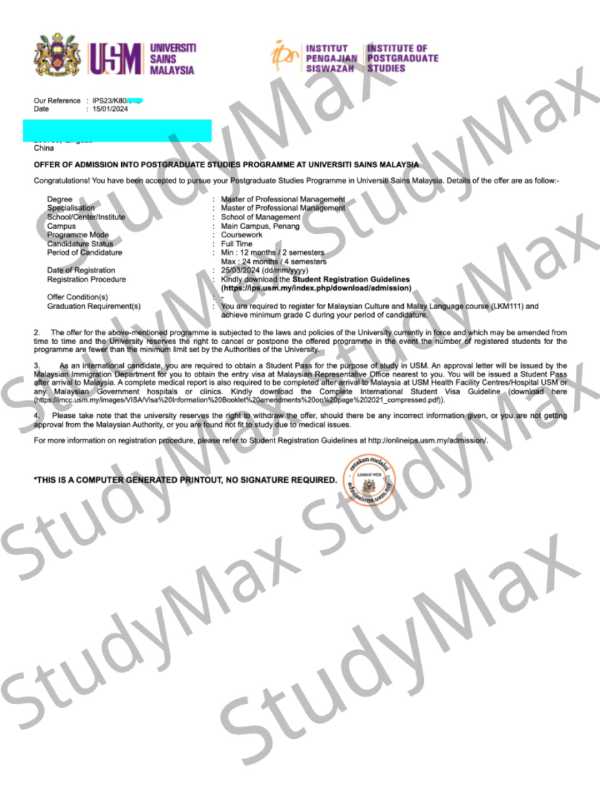 USM
UNIVERSITI
SAINS
MALAYSIA
ips
INSTITUT
PENGAJIAN
SISWAZAH
INSTITUTE OF
POSTGRADUATE
STUDIES
Our Reference : IPS23/K80/
Date : 15/01/2024
China
OFFER OF ADMISSION INTO POSTGRADUATE STUDIES PROGRAMME AT UNIVERSITI SAINS MALAYSIA
Congratulations! You have been accepted to pursue your Postgraduate Studies Programme in Universiti Sains Malaysia. Details of the offer are as follow:-
Degree : Master of Professional Management
Specialisation : Master of Professional Management
School/Center/Institute : School of Management
Campus : Main Campus, Penang
Programme Mode : Coursework
Candidature Status : Full Time
Period of Candidature : Min : 12 months / 2 semesters
Max : 24 months / 4 semesters
Date of Registration : 25/03/2024 (dd/mm/yyyy)
Registration Procedure : Kindly download the Student Registration Guidelines
(https://ips.usm.my/index.php/download/admission)
Offer Condition(s) : -
Graduation Requirement(s) : You are required to register for Malaysian Culture and Malay Language course (LKM111) and
achieve minimum grade C during your period of candidature.
2. The offer for the above-mentioned programme is subjected to the laws and policies of the University currently in force and which may be amended from
time to time and the University reserves the right to cancel or postpone the offered programme in the event the number of registered students for the
programme are fewer than the minimum limit set by the Authorities of the University.
3. As an international candidate, you are required to obtain a Student Pass for the purpose of study in USM. An approval letter will be issued by the
Malaysian Immigration Department for you to obtain the entry visa at Malaysian Representative Office nearest to you. You will be issued a Student Pass
after arrival to Malaysia. A complete medical report is also required to be completed after arrival to Malaysia at USM Health Facility Centres/Hospital USM or
any Malaysian Government hospitals or clinics. Kindly download the Complete International Student Visa Guideline (download here
(https://imcc.usm.my/images/VISA/Visa%20Information%20Booklet%20amendments%20on%20page%202021_compressed.pdf)).
4. Please take note that the university reserves the right to withdraw the offer, should there be any incorrect information given, or you are not getting
approval from the Malaysian Authority, or you are found not fit to study due to medical issues.
For more information on registration procedure, please refer to Student Registration Guidelines at http://onlineips.usm.my/admission/.
*THIS IS A COMPUTER GENERATED PRINTOUT, NO SIGNATURE REQUIRED.
StudyMax
StudyMax
StudyMax
StudyMax
StudyMax
StudyMax